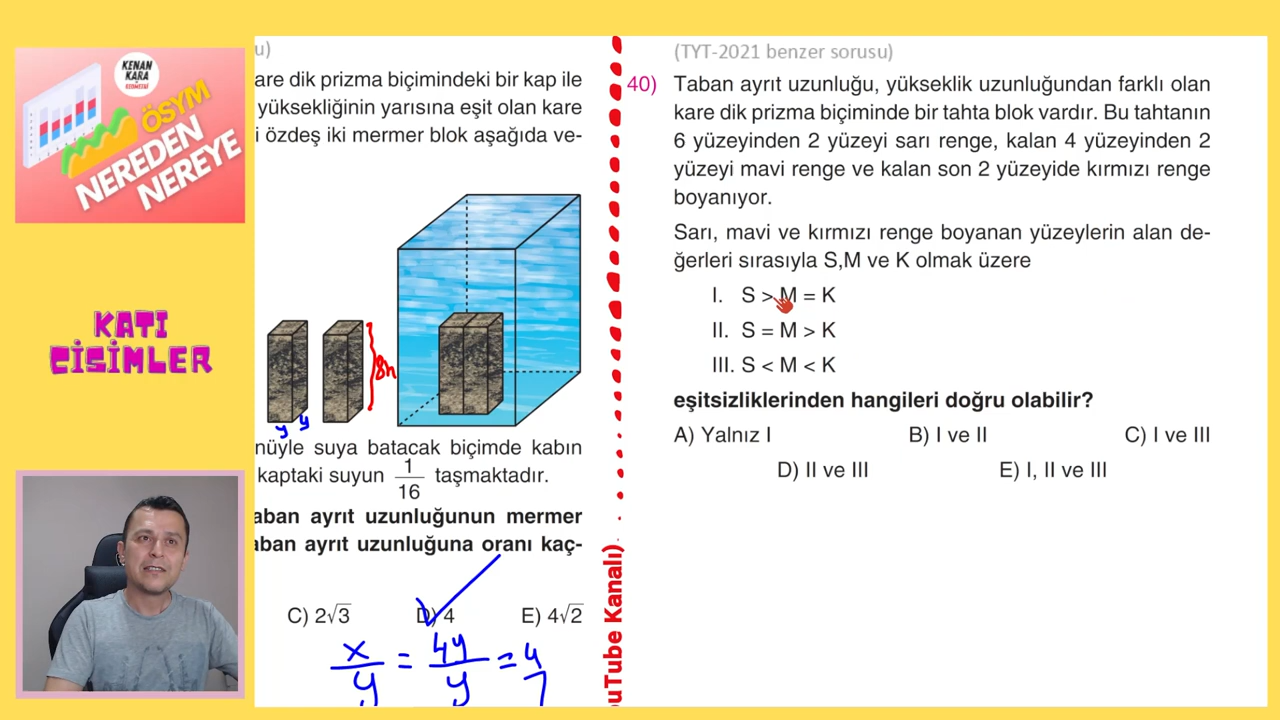 KENAN
KARA
GEOMETRİ
ÖSYM
NEREDEN
NEREYE
KATI
CİSİMLER
u)
are dik prizma biçimindeki bir kap ile
yüksekliğinin yarısına eşit olan kare
i özdeş iki mermer blok aşağıda ve-
8h
y y
nüyle suya batacak biçimde kabın
kaptaki suyun 1/16 taşmaktadır.
aban ayrıt uzunluğunun mermer
aban ayrıt uzunluğuna oranı kaç-
C) 2√3 D) 4 E) 4√2
x/y = 4y/y = 4
uTube Kanalı)
(TYT-2021 benzer sorusu)
40) Taban ayrıt uzunluğu, yükseklik uzunluğundan farklı olan
kare dik prizma biçiminde bir tahta blok vardır. Bu tahtanın
6 yüzeyinden 2 yüzeyi sarı renge, kalan 4 yüzeyinden 2
yüzeyi mavi renge ve kalan son 2 yüzeyide kırmızı renge
boyanıyor.
Sarı, mavi ve kırmızı renge boyanan yüzeylerin alan de-
ğerleri sırasıyla S,M ve K olmak üzere
I. S > M = K
II. S = M > K
III. S < M < K
eşitsizliklerinden hangileri doğru olabilir?
A) Yalnız I B) I ve II C) I ve III
D) II ve III E) I, II ve III